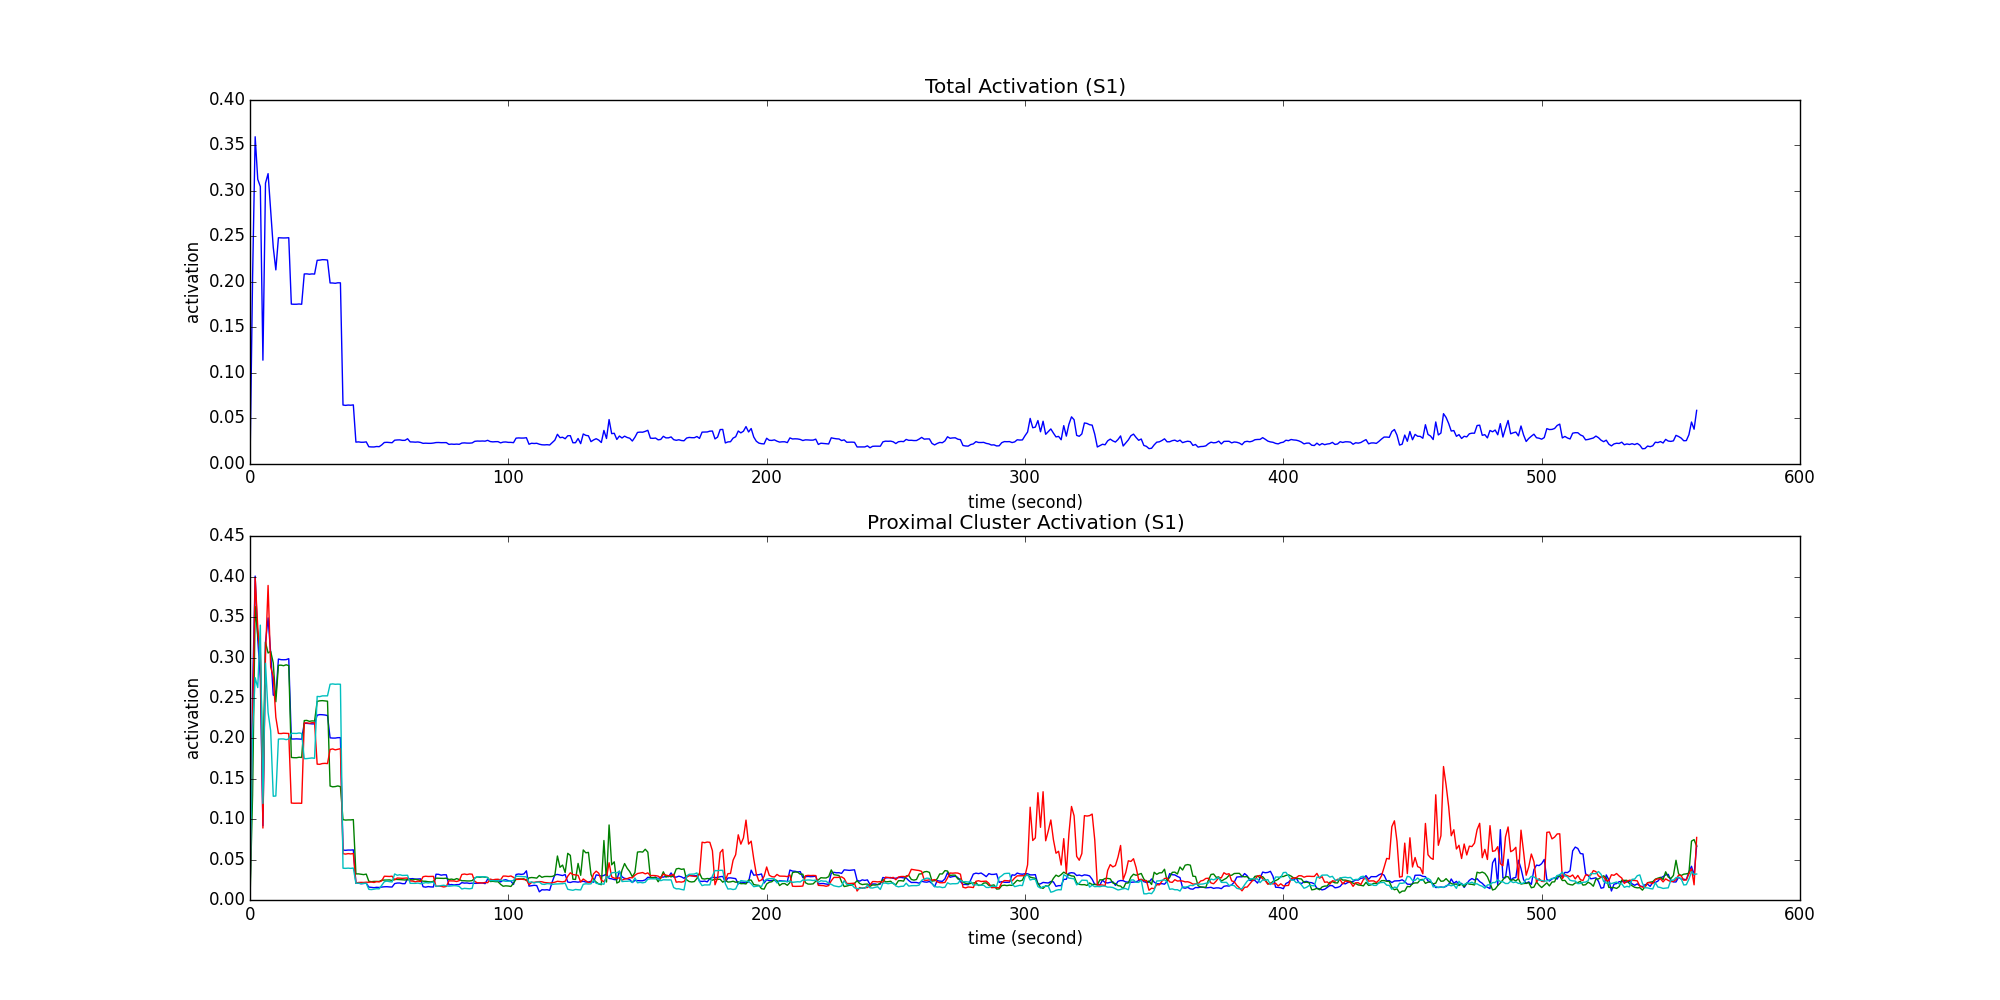 Total Activation (S1)
0.40
0.35
0.30
0.25
0.20
0.15
0.10
0.05
0.00
activation
0 100 200 300 400 500 600
time (second)
Proximal Cluster Activation (S1)
0.45
0.40
0.35
0.30
0.25
0.20
0.15
0.10
0.05
0.00
activation
0 100 200 300 400 500 600
time (second)